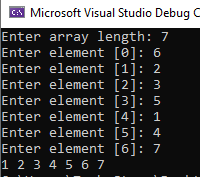 Microsoft Visual Studio Debug C
Enter array length: 7
Enter element [0]: 6
Enter element [1]: 2
Enter element [2]: 3
Enter element [3]: 5
Enter element [4]: 1
Enter element [5]: 4
Enter element [6]: 7
1 2 3 4 5 6 7